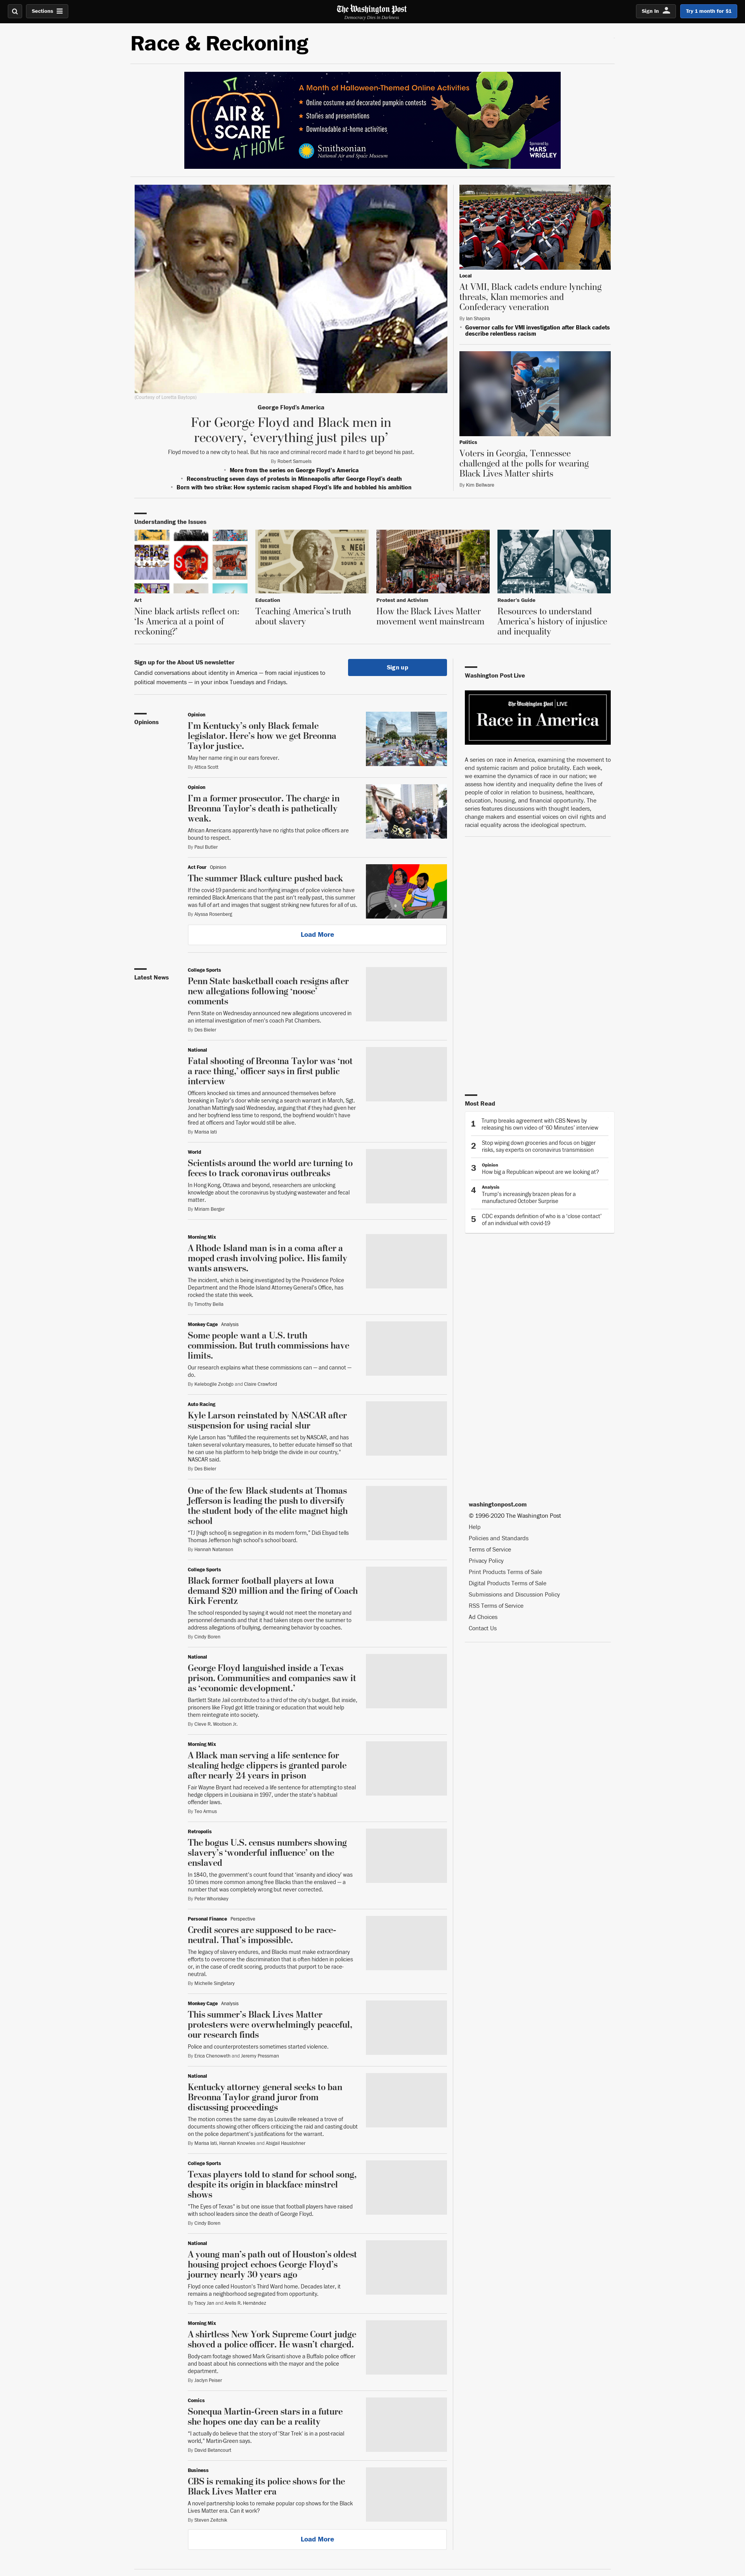 Sections
The Washington Post
Democracy Dies in Darkness
Sign In
Try 1 month for $1
Race & Reckoning
AIR &
SCARE
AT HOME
A Month of Halloween-Themed Online Activities
Online costume and decorated pumpkin contests
Stories and presentations
Downloadable at-home activities
Smithsonian
National Air and Space Museum
Sponsored by
MARS
WRIGLEY
(Courtesy of Loretta Raytops)
George Floyd's America
For George Floyd and Black men in
recovery, ‘everything just piles up’
Floyd moved to a new city to heal. But his race and criminal record made it hard to get beyond his past.
By Robert Samuels
• More from the series on George Floyd's America
• Reconstructing seven days of protests in Minneapolis after George Floyd's death
• Born with two strike: How systemic racism shaped Floyd's life and hobbled his ambition
Local
At VMI, Black cadets endure lynching
threats, Klan memories and
Confederacy veneration
By Ian Shapira
• Governor calls for VMI investigation after Black cadets
describe relentless racism
Politics
Voters in Georgia, Tennessee
challenged at the polls for wearing
Black Lives Matter shirts
By Kim Bellware
Understanding the Issues
Art
Nine black artists reflect on:
‘Is America at a point of
reckoning?’
Education
Teaching America's truth
about slavery
Protest and Activism
How the Black Lives Matter
movement went mainstream
Reader's Guide
Resources to understand
America's history of injustice
and inequality
Sign up for the About US newsletter
Candid conversations about identity in America — from racial injustices to
political movements — in your inbox Tuesdays and Fridays.
Sign up
Opinions
Opinion
I'm Kentucky's only Black female
legislator. Here's how we get Breonna
Taylor justice.
May her name ring in our ears forever.
By Attica Scott
Opinion
I'm a former prosecutor. The charge in
Breonna Taylor's death is pathetically
weak.
African Americans apparently have no rights that police officers are
bound to respect.
By Paul Butler
Act Four Opinion
The summer Black culture pushed back
If the covid-19 pandemic and horrifying images of police violence have
reminded Black Americans that the past isn't really past, this summer
was full of art and images that suggest striking new futures for all of us.
By Alyssa Rosenberg
Load More
Washington Post Live
The Washington Post LIVE
Race in America
A series on race in America, examining the movement to
end systemic racism and police brutality. Each week,
we examine the dynamics of race in our nation; we
assess how identity and inequality define the lives of
people of color in relation to business, healthcare,
education, housing, and financial opportunity. The
series features discussions with thought leaders,
change makers and essential voices on civil rights and
racial equality across the ideological spectrum.
Latest News
College Sports
Penn State basketball coach resigns after
new allegations following ‘noose’
comments
Penn State on Wednesday announced new allegations uncovered in
an internal investigation of men's coach Pat Chambers.
By Des Bieler
National
Fatal shooting of Breonna Taylor was ‘not
a race thing,’ officer says in first public
interview
Officers knocked six times and announced themselves before
breaking in Taylor's door while serving a search warrant in March, Sgt.
Jonathan Mattingly said Wednesday, arguing that if they had given her
and her boyfriend less time to respond, the boyfriend wouldn't have
fired at officers and Taylor would still be alive.
By Marisa Iati
World
Scientists around the world are turning to
feces to track coronavirus outbreaks
In Hong Kong, Ottawa and beyond, researchers are unlocking
knowledge about the coronavirus by studying wastewater and fecal
matter.
By Miriam Berger
Morning Mix
A Rhode Island man is in a coma after a
moped crash involving police. His family
wants answers.
The incident, which is being investigated by the Providence Police
Department and the Rhode Island Attorney General's Office, has
rocked the state this week.
By Timothy Bella
Monkey Cage Analysis
Some people want a U.S. truth
commission. But truth commissions have
limits.
Our research explains what these commissions can — and cannot —
do.
By Kelebogile Zvobgo and Claire Crawford
Auto Racing
Kyle Larson reinstated by NASCAR after
suspension for using racial slur
Kyle Larson has "fulfilled the requirements set by NASCAR, and has
taken several voluntary measures, to better educate himself so that
he can use his platform to help bridge the divide in our country,"
NASCAR said.
By Des Bieler
One of the few Black students at Thomas
Jefferson is leading the push to diversify
the student body of the elite magnet high
school
"TJ [high school] is segregation in its modern form," Didi Elsyad tells
Thomas Jefferson high school's school board.
By Hannah Natanson
College Sports
Black former football players at Iowa
demand $20 million and the firing of Coach
Kirk Ferentz
The school responded by saying it would not meet the monetary and
personnel demands and that it had taken steps over the summer to
address allegations of bullying, demeaning behavior by coaches.
By Cindy Boren
National
George Floyd languished inside a Texas
prison. Communities and companies saw it
as ‘economic development.’
Bartlett State Jail contributed to a third of the city's budget. But inside,
prisoners like Floyd got little training or education that would help
them reintegrate into society.
By Cleve R. Wootson Jr.
Morning Mix
A Black man serving a life sentence for
stealing hedge clippers is granted parole
after nearly 24 years in prison
Fair Wayne Bryant had received a life sentence for attempting to steal
hedge clippers in Louisiana in 1997, under the state's habitual
offender laws.
By Teo Armus
Retropolis
The bogus U.S. census numbers showing
slavery's ‘wonderful influence’ on the
enslaved
In 1840, the government's count found that ‘insanity and idiocy’ was
10 times more common among free Blacks than the enslaved — a
number that was completely wrong but never corrected.
By Peter Whoriskey
Personal Finance Perspective
Credit scores are supposed to be race-
neutral. That's impossible.
The legacy of slavery endures, and Blacks must make extraordinary
efforts to overcome the discrimination that is often hidden in policies
or, in the case of credit scoring, products that purport to be race-
neutral.
By Michelle Singletary
Monkey Cage Analysis
This summer's Black Lives Matter
protesters were overwhelmingly peaceful,
our research finds
Police and counterprotesters sometimes started violence.
By Erica Chenoweth and Jeremy Pressman
National
Kentucky attorney general seeks to ban
Breonna Taylor grand juror from
discussing proceedings
The motion comes the same day as Louisville released a trove of
documents showing other officers criticizing the raid and casting doubt
on the police department's justifications for the warrant.
By Marisa Iati, Hannah Knowles and Abigail Hauslohner
College Sports
Texas players told to stand for school song,
despite its origin in blackface minstrel
shows
"The Eyes of Texas" is but one issue that football players have raised
with school leaders since the death of George Floyd.
By Cindy Boren
National
A young man's path out of Houston's oldest
housing project echoes George Floyd's
journey nearly 30 years ago
Floyd once called Houston's Third Ward home. Decades later, it
remains a neighborhood segregated from opportunity.
By Tracy Jan and Arelis R. Hernández
Morning Mix
A shirtless New York Supreme Court judge
shoved a police officer. He wasn't charged.
Body-cam footage showed Mark Grisanti shove a Buffalo police officer
and boast about his connections with the mayor and the police
department.
By Jaclyn Peiser
Comics
Sonequa Martin-Green stars in a future
she hopes one day can be a reality
"I actually do believe that the story of 'Star Trek' is in a post-racial
world," Martin-Green says.
By David Betancourt
Business
CBS is remaking its police shows for the
Black Lives Matter era
A novel partnership looks to remake popular cop shows for the Black
Lives Matter era. Can it work?
By Steven Zeitchik
Load More
Most Read
1 Trump breaks agreement with CBS News by
releasing his own video of ‘60 Minutes’ interview
2 Stop wiping down groceries and focus on bigger
risks, say experts on coronavirus transmission
3 Opinion
How big a Republican wipeout are we looking at?
4 Analysis
Trump's increasingly brazen pleas for a
manufactured October Surprise
5 CDC expands definition of who is a ‘close contact’
of an individual with covid-19
washingtonpost.com
© 1996-2020 The Washington Post
Help
Policies and Standards
Terms of Service
Privacy Policy
Print Products Terms of Sale
Digital Products Terms of Sale
Submissions and Discussion Policy
RSS Terms of Service
Ad Choices
Contact Us